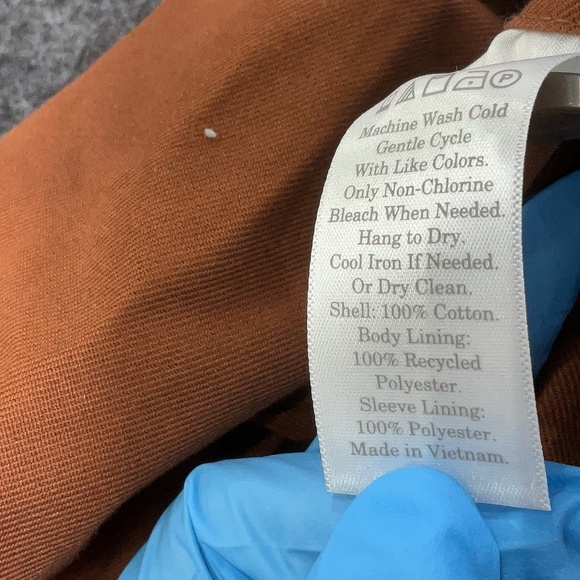 P
Machine Wash Cold
Gentle Cycle
With Like Colors.
Only Non-Chlorine
Bleach When Needed.
Hang to Dry.
Cool Iron If Needed.
Or Dry Clean.
Shell: 100% Cotton.
Body Lining:
100% Recycled
Polyester.
Sleeve Lining:
100% Polyester.
Made in Vietnam.